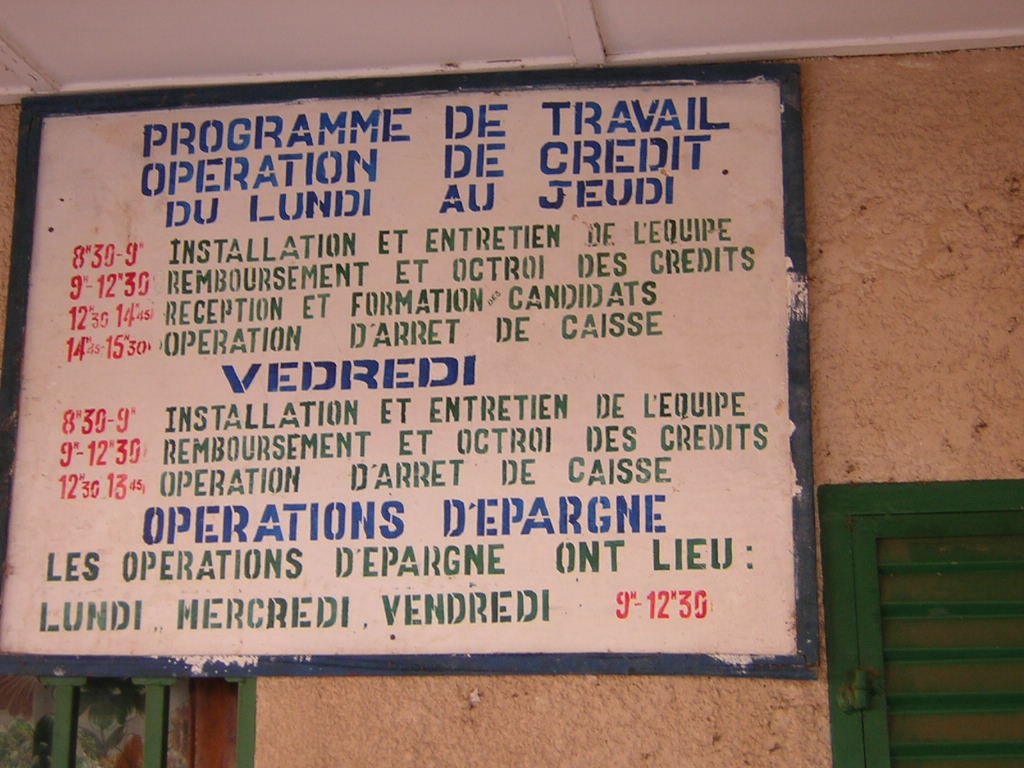 PROGRAMME DE TRAVAIL
OPERATION DE CREDIT
DU LUNDI AU JEUDI
8H30-9H INSTALLATION ET ENTRETIEN DE L'EQUIPE
9H-12H30 REMBOURSEMENT ET OCTROI DES CREDITS
12H30 14H45 RECEPTION ET FORMATION DES CANDIDATS
14H45-15H30 OPERATION D'ARRET DE CAISSE
VEDREDI
8H30-9H INSTALLATION ET ENTRETIEN DE L'EQUIPE
9H-12H30 REMBOURSEMENT ET OCTROI DES CREDITS
12H30 13H45 OPERATION D'ARRET DE CAISSE
OPERATIONS D'EPARGNE
LES OPERATIONS D'EPARGNE ONT LIEU :
LUNDI, MERCREDI, VENDREDI 9H-12H30